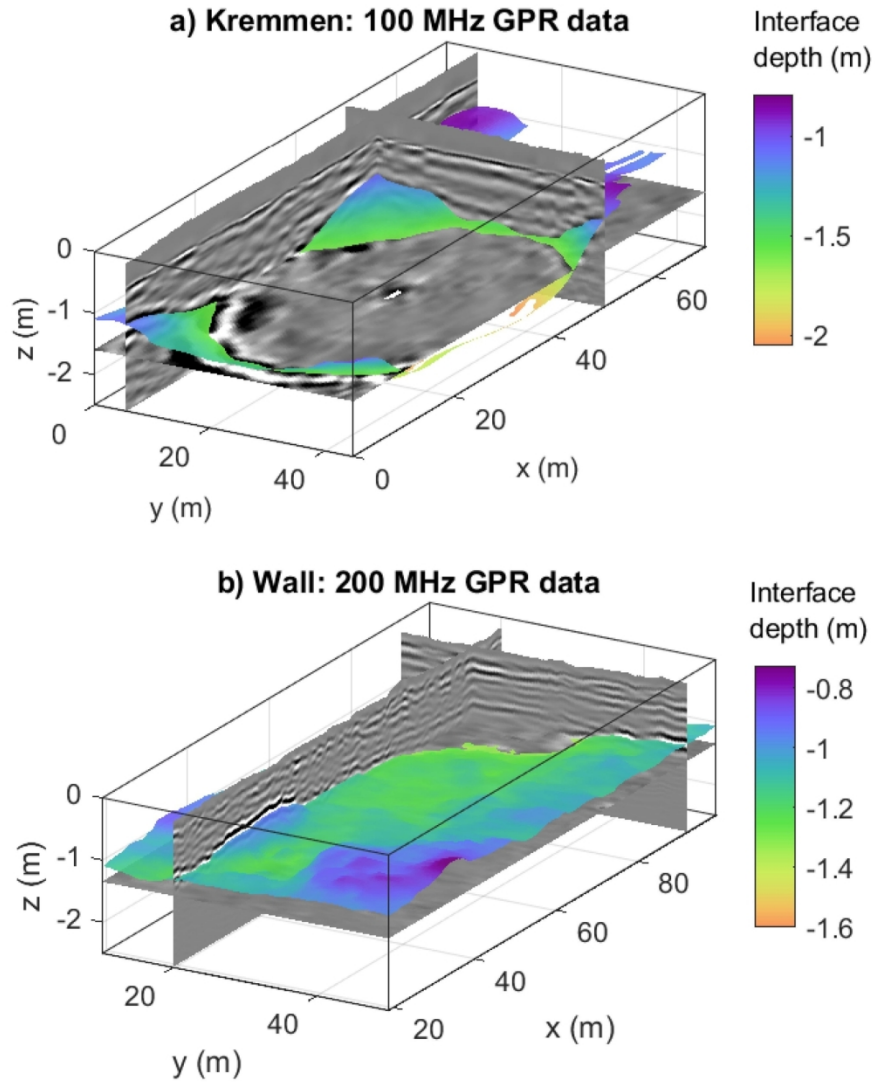 a) Kremmen: 100 MHz GPR data
Interface
depth (m)
-1
-1.5
-2
0
-1
-2
z (m)
0
20
40
y (m)
0
20
40
60
x (m)
b) Wall: 200 MHz GPR data
Interface
depth (m)
-0.8
-1
-1.2
-1.4
-1.6
0
-1
-2
z (m)
20
40
y (m)
20
40
60
80
x (m)